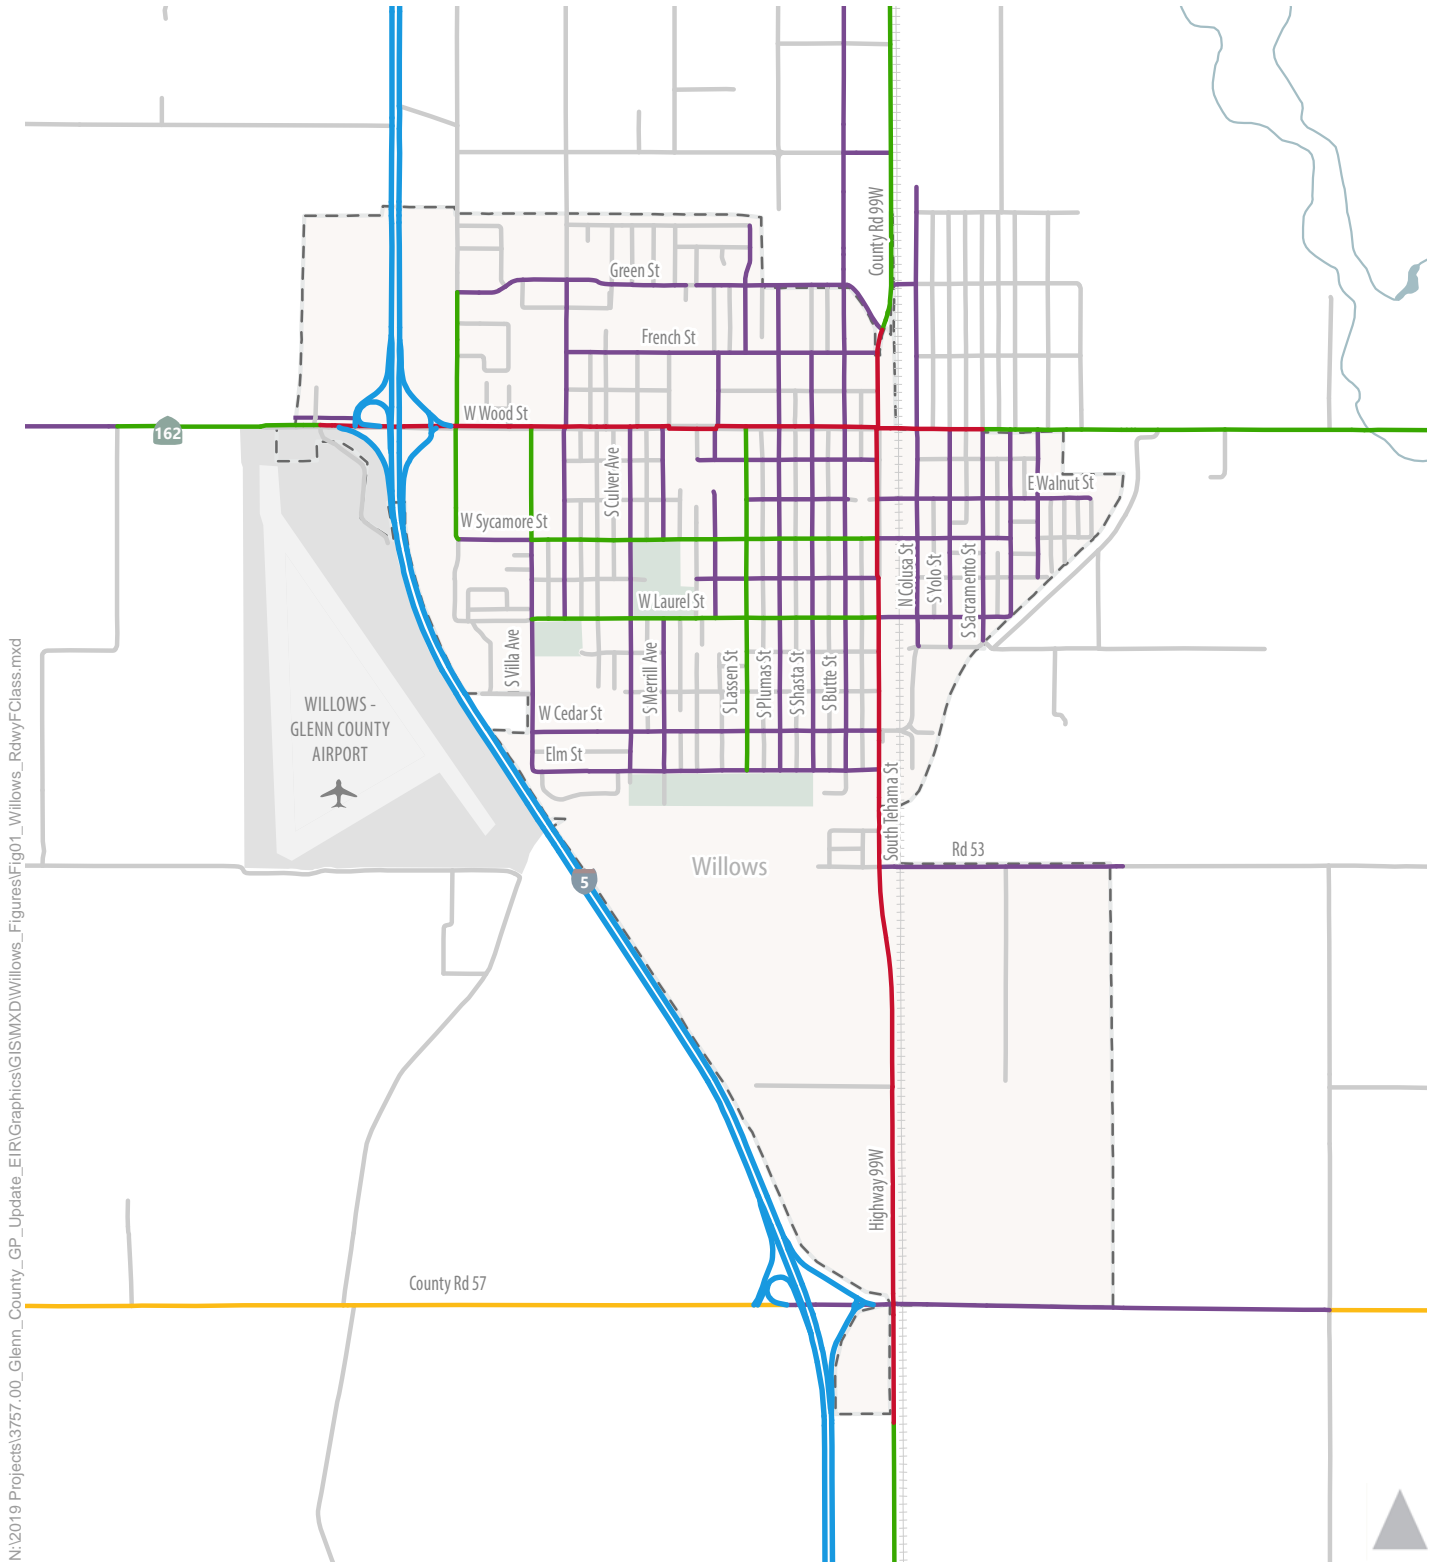 County Rd 99W
Green St
French St
W Wood St
162
S Culver Ave
E Walnut St
W Sycamore St
N Colusa St
S Yolo St
S Sacramento St
W Laurel St
S Villa Ave
S Merrill Ave
S Lassen St
S Plumas St
S Shasta St
S Butte St
WILLOWS -
GLENN COUNTY
AIRPORT
W Cedar St
Elm St
South Tehama St
Rd 53
Willows
5
Highway 99W
County Rd 57
N:\2019 Projects\3757.00_Glenn_County_GP_Update_EIR\Graphics\GIS\MXD\Willows_Figures\Fig01_Willows_RdwyFClass.mxd